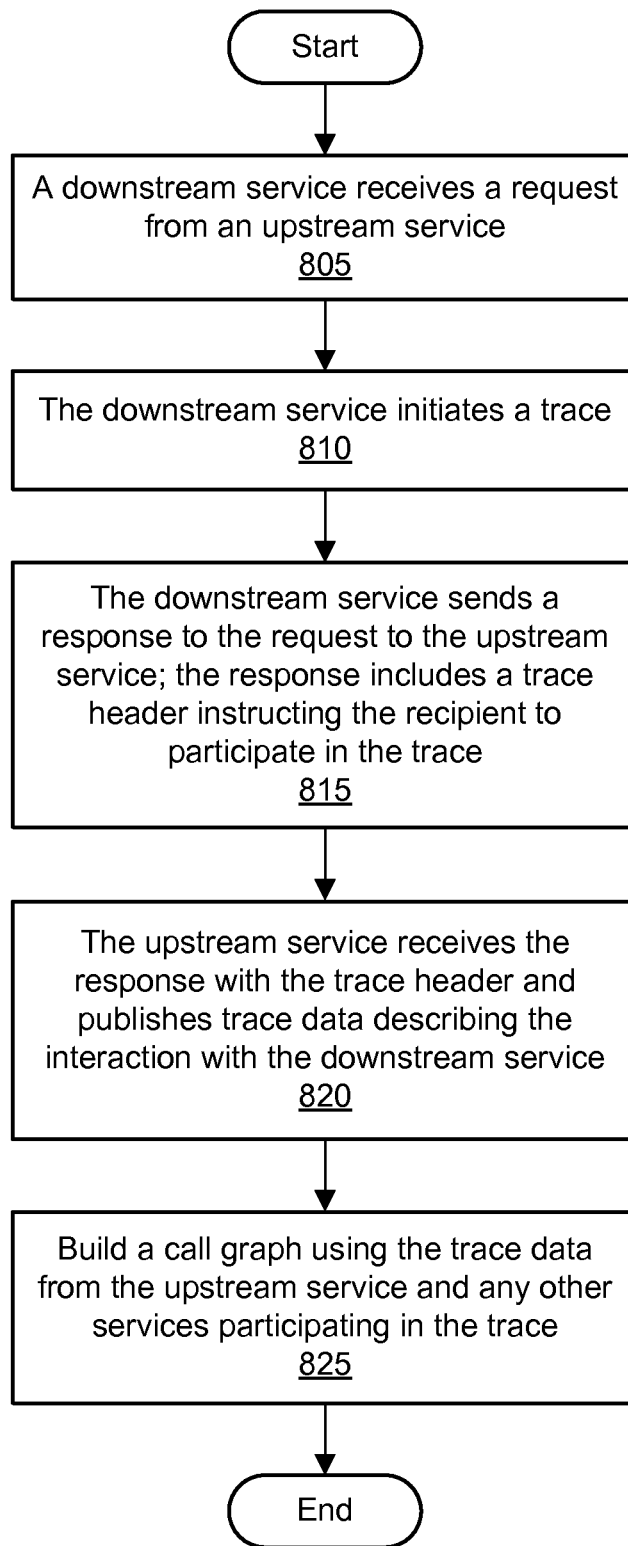 Start
A downstream service receives a request
from an upstream service
805
The downstream service initiates a trace
810
The downstream service sends a
response to the request to the upstream
service; the response includes a trace
header instructing the recipient to
participate in the trace
815
The upstream service receives the
response with the trace header and
publishes trace data describing the
interaction with the downstream service
820
Build a call graph using the trace data
from the upstream service and any other
services participating in the trace
825
End